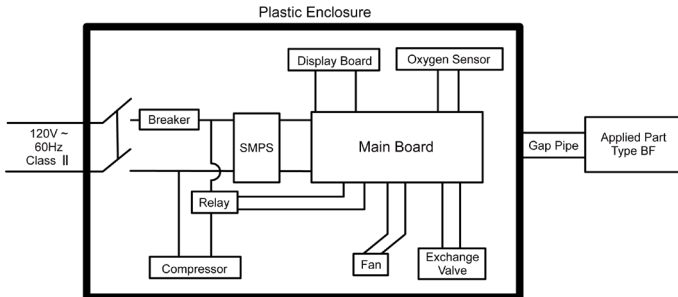 Plastic Enclosure
Display Board
Oxygen Sensor
120V ~
60Hz
Class II
Breaker
SMPS
Main Board
Gap Pipe
Applied Part
Type BF
Relay
Compressor
Fan
Exchange
Valve